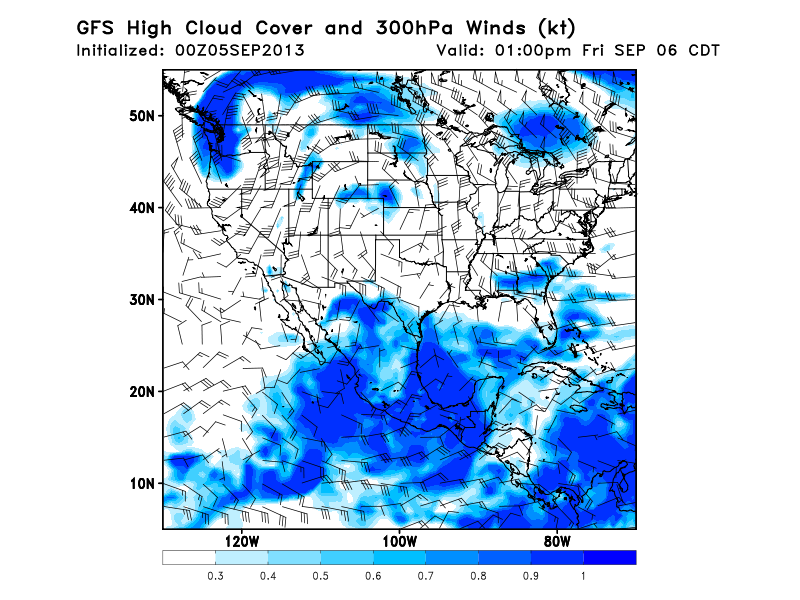 GFS High Cloud Cover and 300hPa Winds (kt)
Initialized: 00Z05SEP2013 Valid: 01:00pm Fri SEP 06 CDT
50N
40N
30N
20N
10N
120W 100W 80W
0.3 0.4 0.5 0.6 0.7 0.8 0.9 1